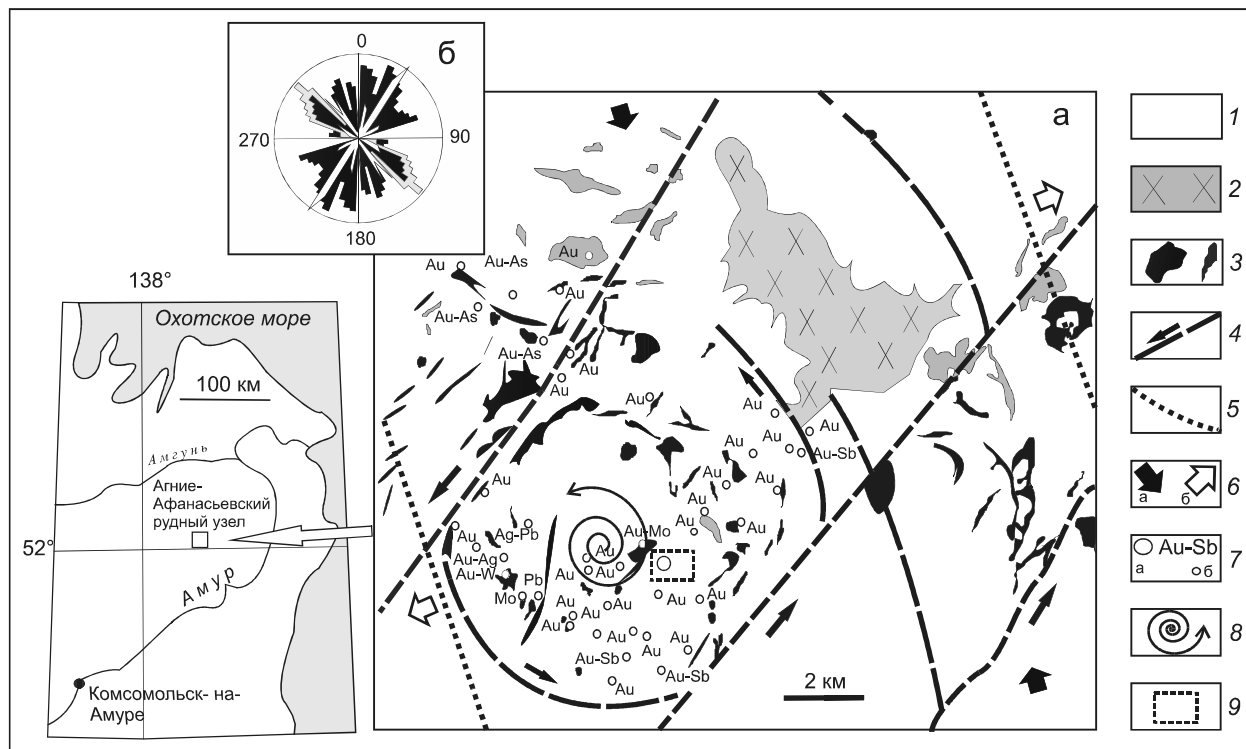 б
0
270
90
180
138°
Охотское море
100 км
Амгунь
Агние-
Афанасьевский
рудный узел
52°
Амур
Комсомольск- на-
Амуре
а
Au
Au
Au-As
Au-As
Au
Au-As
Au
Au
Au
Au
Au
Au
Au-Sb
Au
Au
Au
Au
Au
Ag-Pb
Au-Mo
Au
Au
Au-Ag
Au
Au-W
Au
Au
Pb
Mo
Au
Au
Au
Au
Au
Au
Au
Au
Au
Au-Sb
Au
Au-Sb
Au
2 км
1
2
3
4
5
а
б
6
Au-Sb
а
б
7
8
9